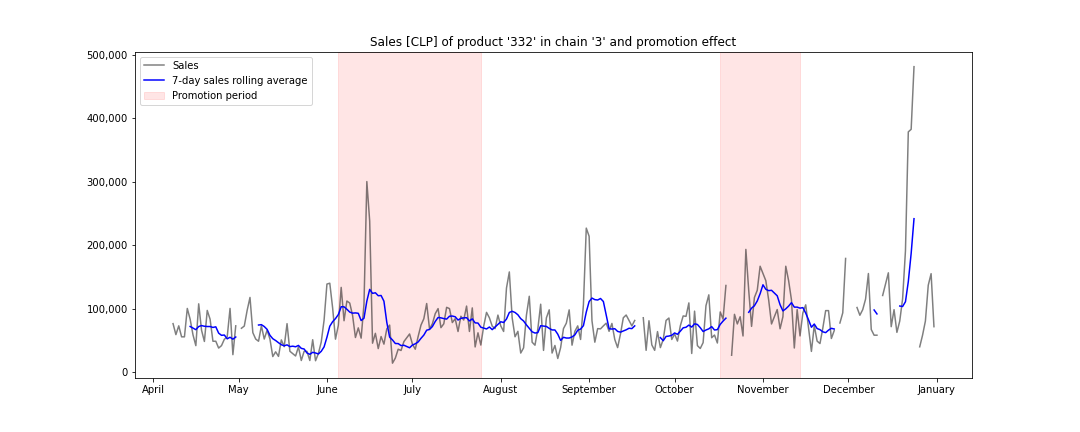 Sales [CLP] of product '332' in chain '3' and promotion effect
Sales
7-day sales rolling average
Promotion period
500,000
400,000
300,000
200,000
100,000
0
April May June July August September October November December January